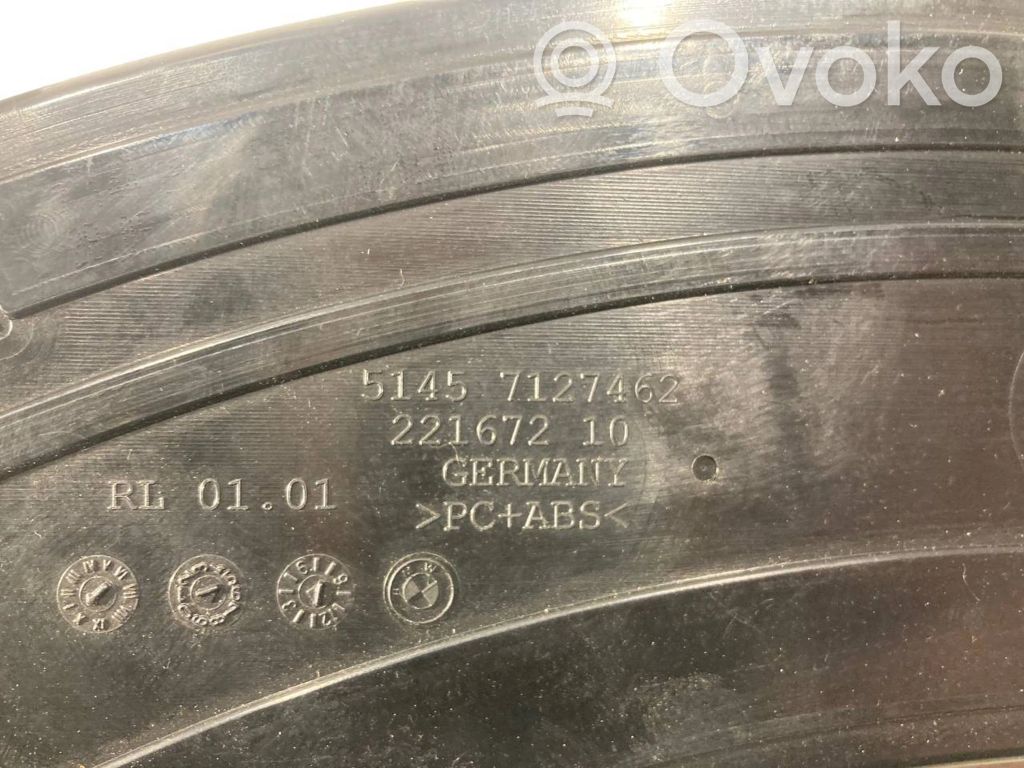 Ovoko
5145 7127462
221672 10
GERMANY
RL 01.01
>PC+ABS<